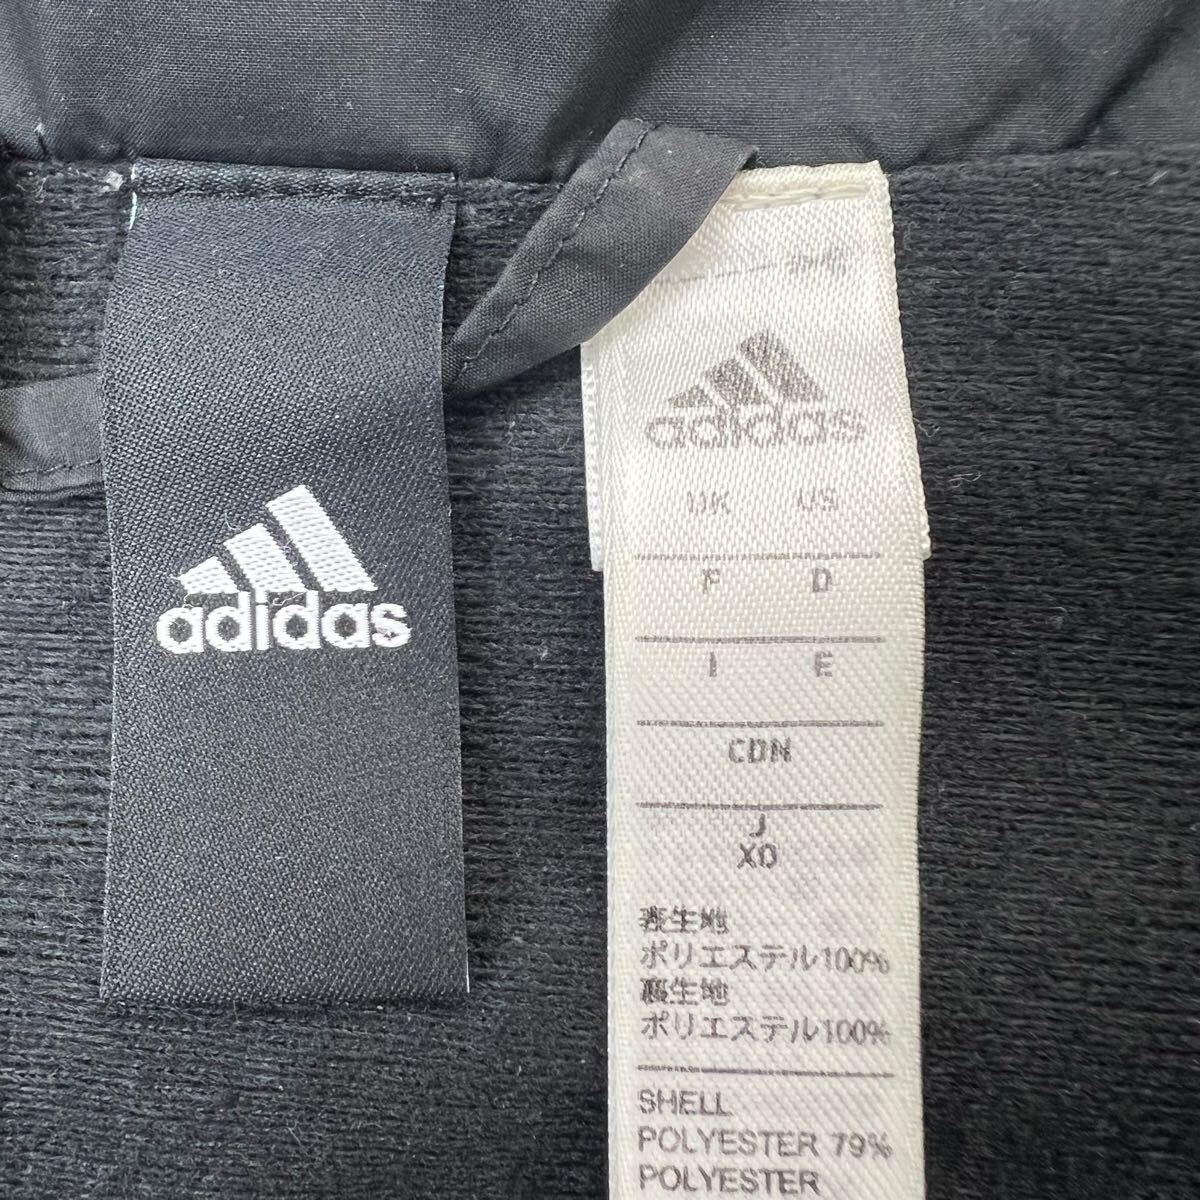 adidas
adidas
UK US
F D
I E
CDN
J
XO
表生地
ポリエステル100%
裏生地
ポリエステル100%
SHELL
POLYESTER 79%
POLYESTER